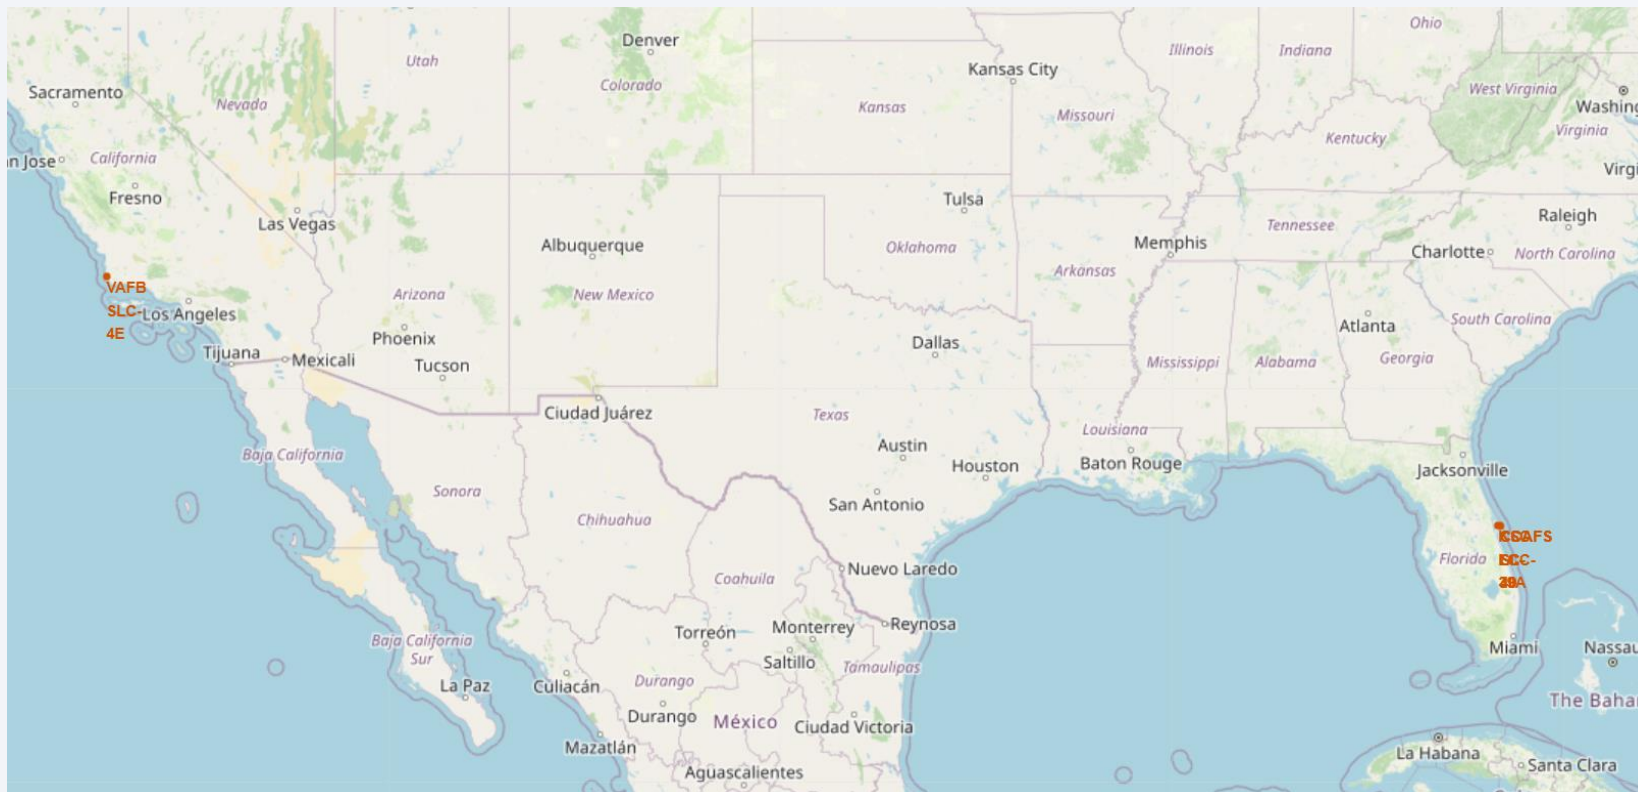 Ohio
Denver
Illinois
Indiana
Utah
Kansas City
Colorado
Sacramento
West Virginia
Nevada
Kansas
Washing
Missouri
Virginia
Kentucky
California
n Jose
Virgi
Fresno
Tulsa
Raleigh
Las Vegas
Tennessee
Albuquerque
Oklahoma
Memphis
Charlotte
North Carolina
Arkansas
VAFB
SLC-
4E
Arizona
New Mexico
Los Angeles
South Carolina
Atlanta
Phoenix
Dallas
Tijuana
Mexicali
Tucson
Mississippi
Alabama
Georgia
Ciudad Juárez
Texas
Louisiana
Austin
Baja California
Houston
Baton Rouge
Jacksonville
Sonora
San Antonio
Chihuahua
Florida
Nuevo Laredo
Coahuila
Reynosa
Torreón
Monterrey
Baja California
Sur
Miami
Nassau
Saltillo
Tamaulipas
Durango
La Paz
Culiacán
The Baha
Durango
México
Ciudad Victoria
Mazatlán
La Habana
Santa Clara
Aguascalientes